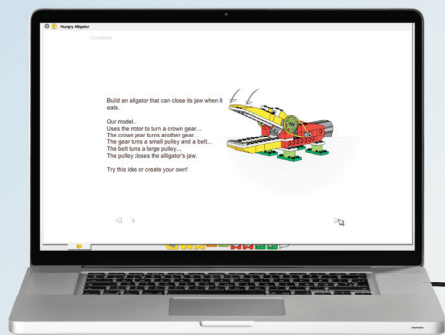 Hungry Alligator
Construct
Build an alligator that can close its jaw when it
eats.
Our model..
Uses the motor to turn a crown gear...
The crown gear turns another gear...
The gear turns a small pulley and a belt...
The belt turns a large pulley...
The pulley closes the alligator's jaw.
Try this idea or create your own!